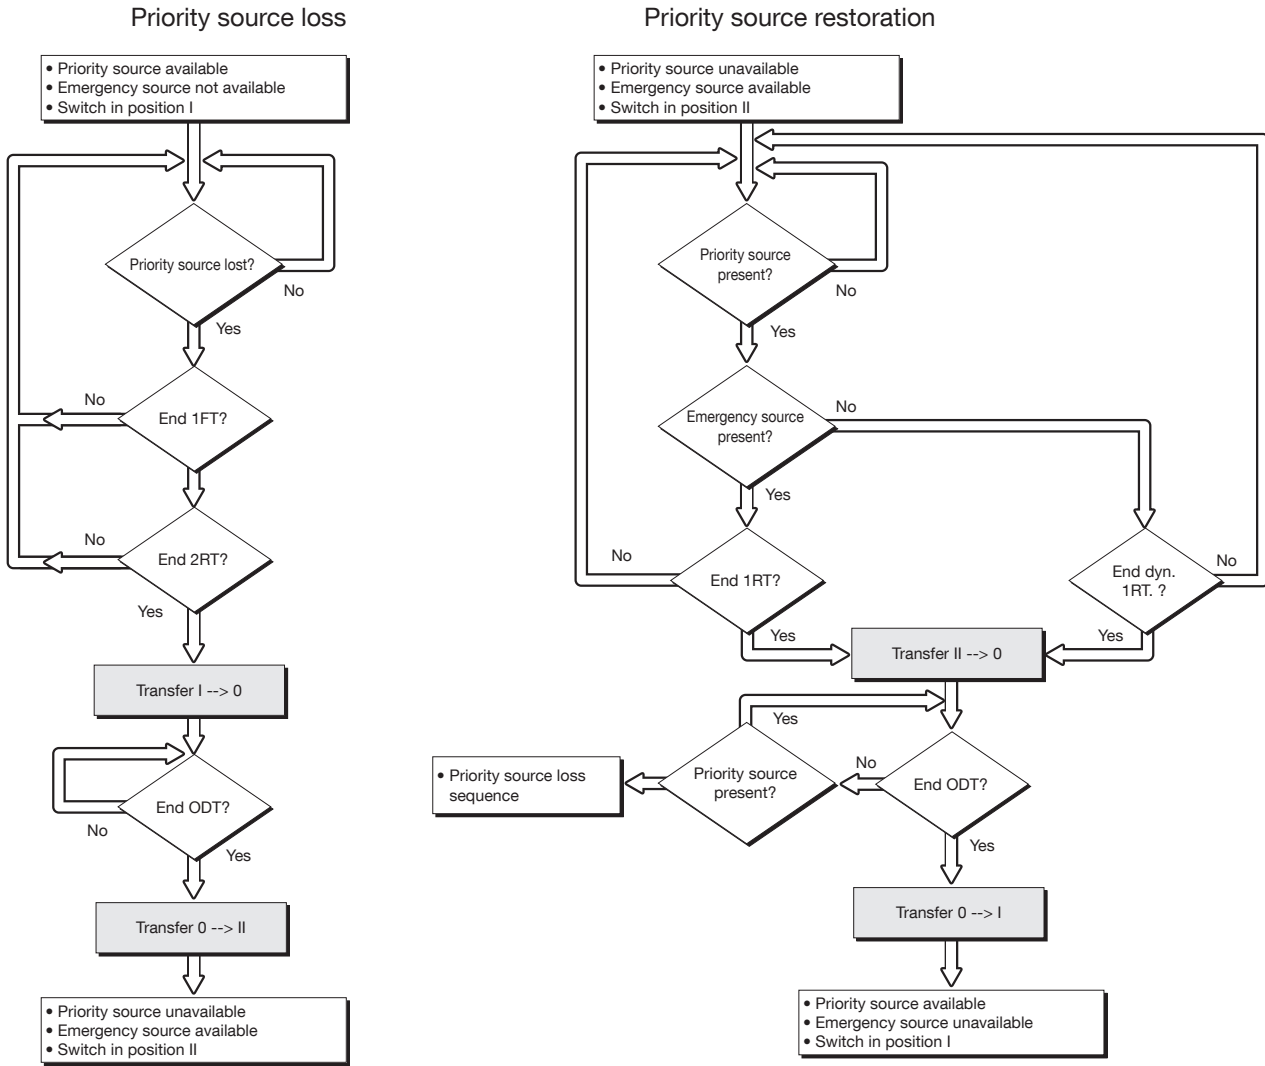 Priority source loss
• Priority source available
• Emergency source not available
• Switch in position I
Priority source lost?
No
Yes
No
End 1FT?
No
End 2RT?
Yes
Transfer I --> 0
End ODT?
No
Yes
Transfer 0 --> II
• Priority source unavailable
• Emergency source available
• Switch in position II
Priority source restoration
• Priority source unavailable
• Emergency source available
• Switch in position II
Priority source
present?
No
Yes
Emergency source
present?
No
Yes
No
End 1RT?
Yes
End dyn.
1RT. ?
No
Yes
Transfer II --> 0
Yes
• Priority source loss
sequence
Priority source
present?
No
End ODT?
Yes
Transfer 0 --> I
• Priority source available
• Emergency source unavailable
• Switch in position I